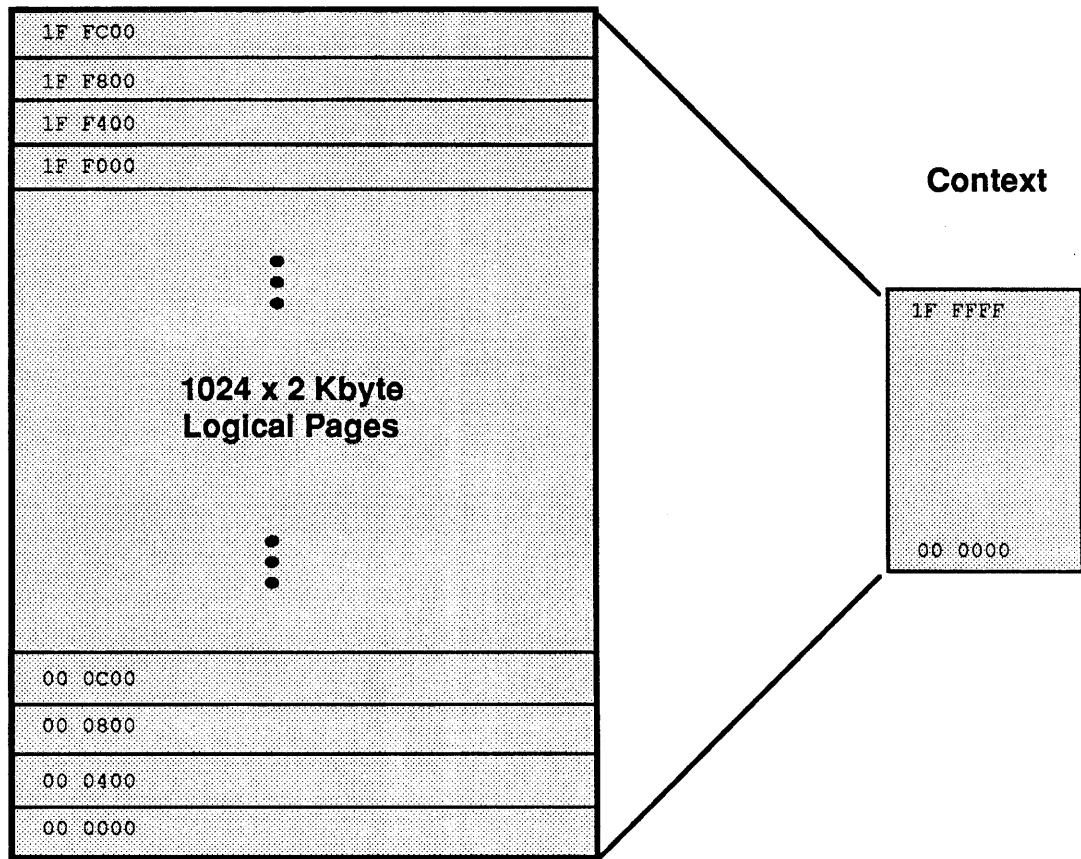 1F FC00
1F F800
1F F400
1F F000
Context
1F FFFF
1024 x 2 Kbyte
Logical Pages
00 0000
00 0C00
00 0800
00 0400
00 0000